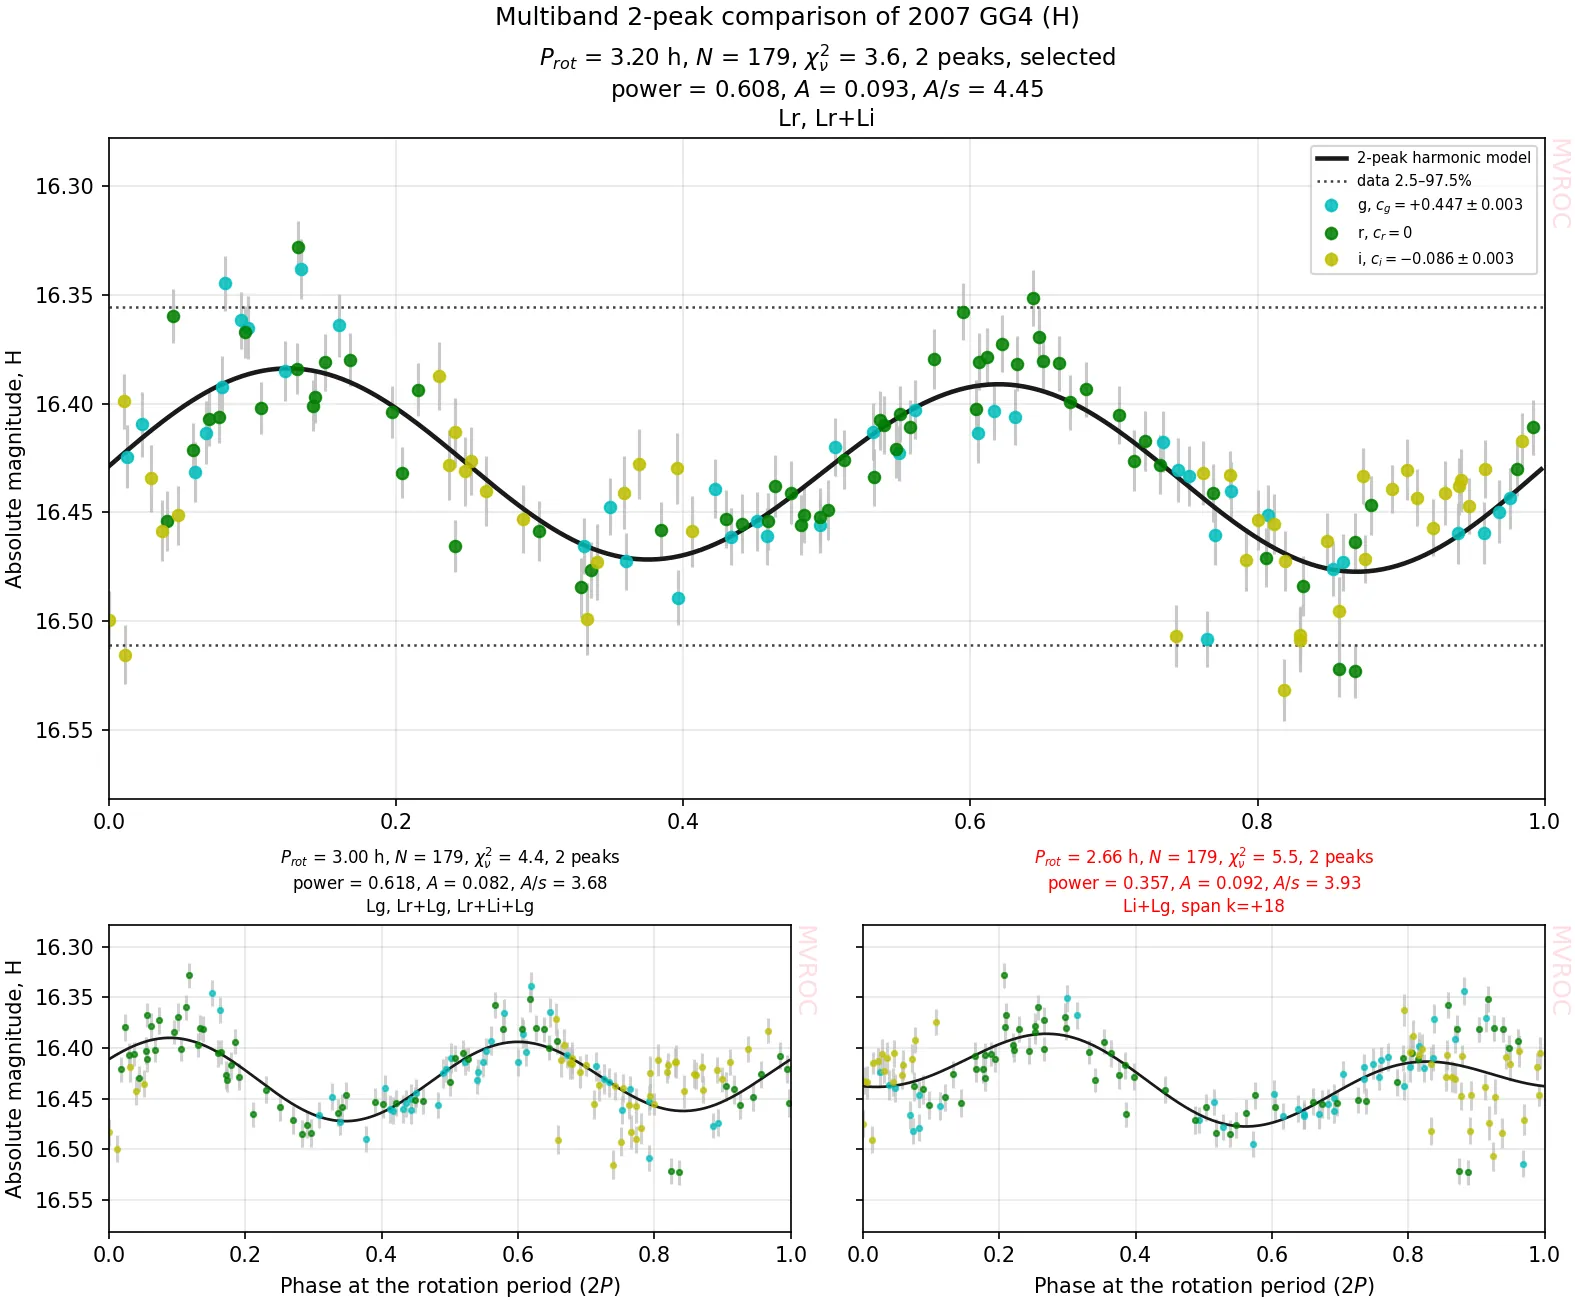 Multiband 2-peak comparison of 2007 GG4 (H)
P_rot = 3.20 h, N = 179, χ²_ν = 3.6, 2 peaks, selected
power = 0.608, A = 0.093, A/s = 4.45
Lr, Lr+Li
Absolute magnitude, H
16.30
16.35
16.40
16.45
16.50
16.55
0.0 0.2 0.4 0.6 0.8 1.0
2-peak harmonic model
data 2.5–97.5%
g, c_g = +0.447 ± 0.003
r, c_r = 0
i, c_i = −0.086 ± 0.003
MVROC
P_rot = 3.00 h, N = 179, χ²_ν = 4.4, 2 peaks
power = 0.618, A = 0.082, A/s = 3.68
Lg, Lr+Lg, Lr+Li+Lg
Absolute magnitude, H
16.30
16.35
16.40
16.45
16.50
16.55
0.0 0.2 0.4 0.6 0.8 1.0
Phase at the rotation period (2P)
MVROC
P_rot = 2.66 h, N = 179, χ²_ν = 5.5, 2 peaks
power = 0.357, A = 0.092, A/s = 3.93
Li+Lg, span k=+18
0.0 0.2 0.4 0.6 0.8 1.0
Phase at the rotation period (2P)
MVROC